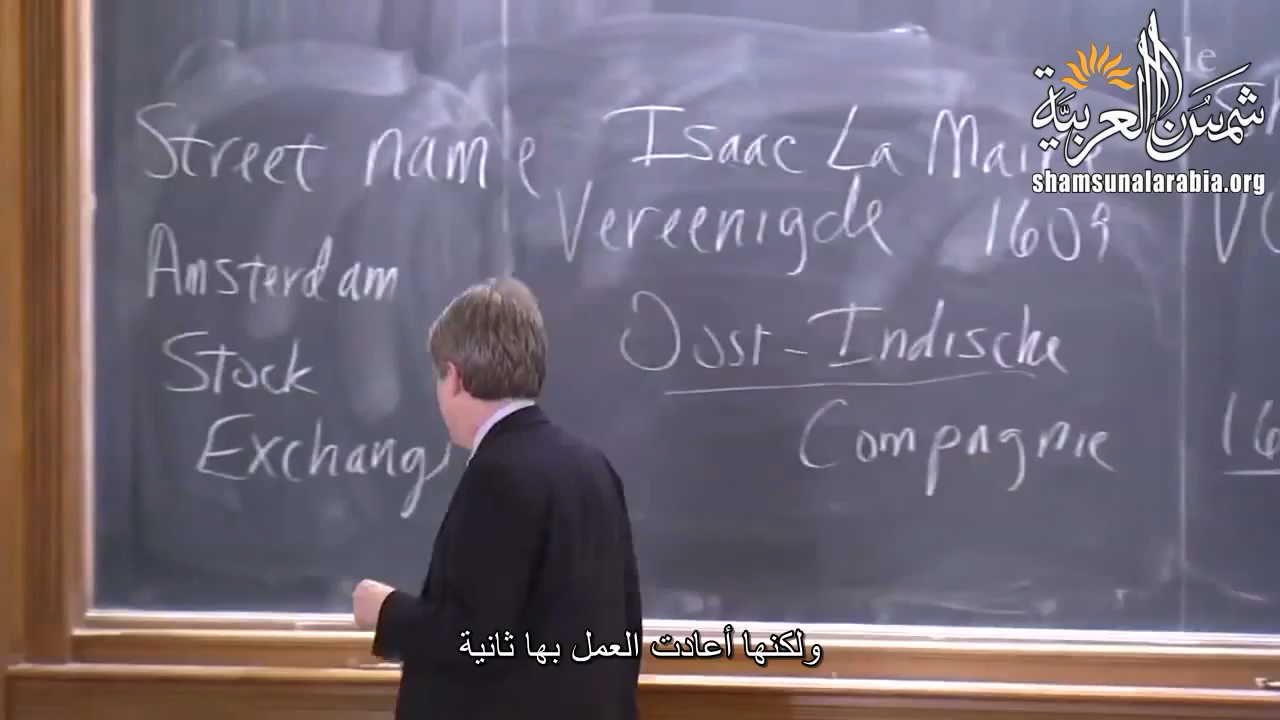 Street name
Amsterdam
Stock
Exchang
Isaac La Maire
Vereenigde 1609
Oost-Indische
Compagnie
شمس العربية
shamsunalarabia.org
ولكنها أعادت العمل بها ثانية